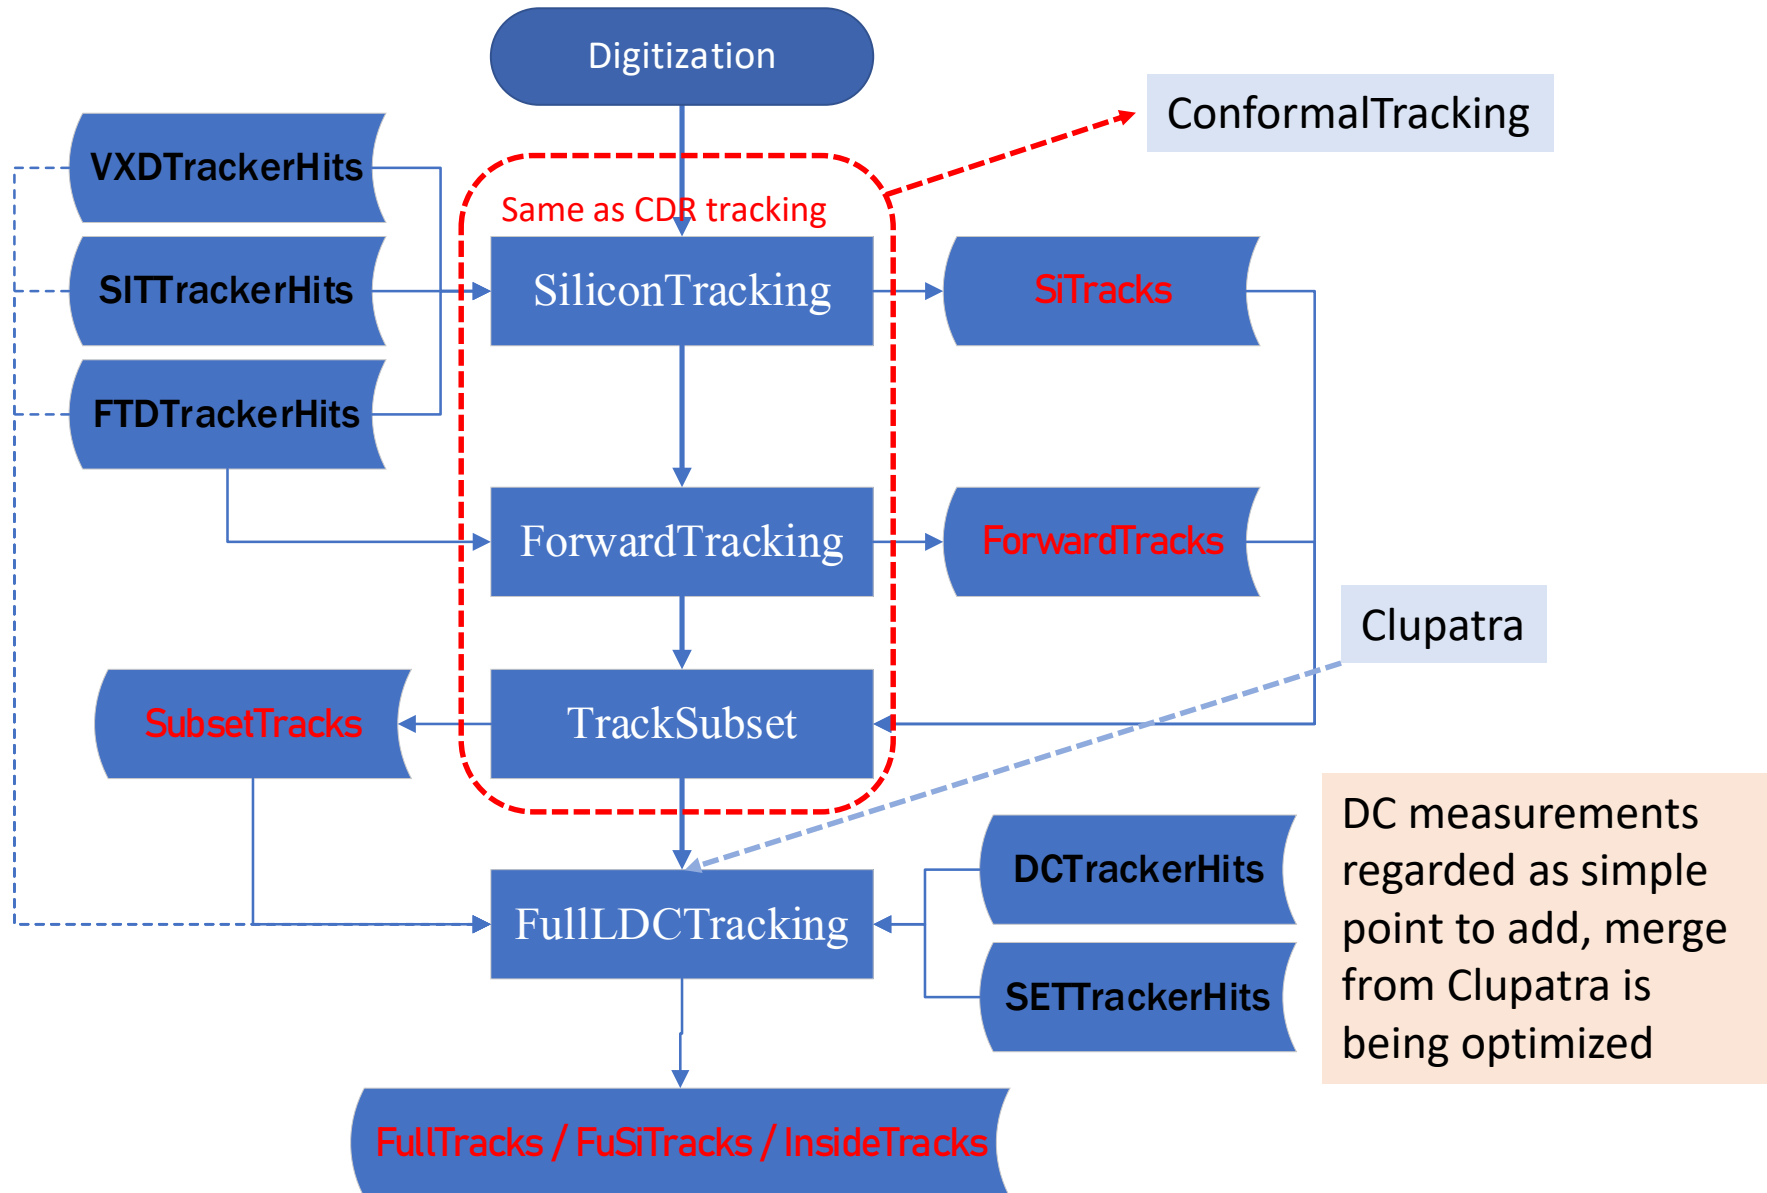 Digitization
ConformalTracking
VXDTrackerHits
Same as CDR tracking
SITTrackerHits
SiliconTracking
SiTracks
FTDTrackerHits
ForwardTracking
ForwardTracks
Clupatra
SubsetTracks
TrackSubset
DC measurements
regarded as simple
point to add, merge
from Clupatra is
being optimized
DCTrackerHits
FullLDCTracking
SETTrackerHits
FullTracks / FuSiTracks / InsideTracks